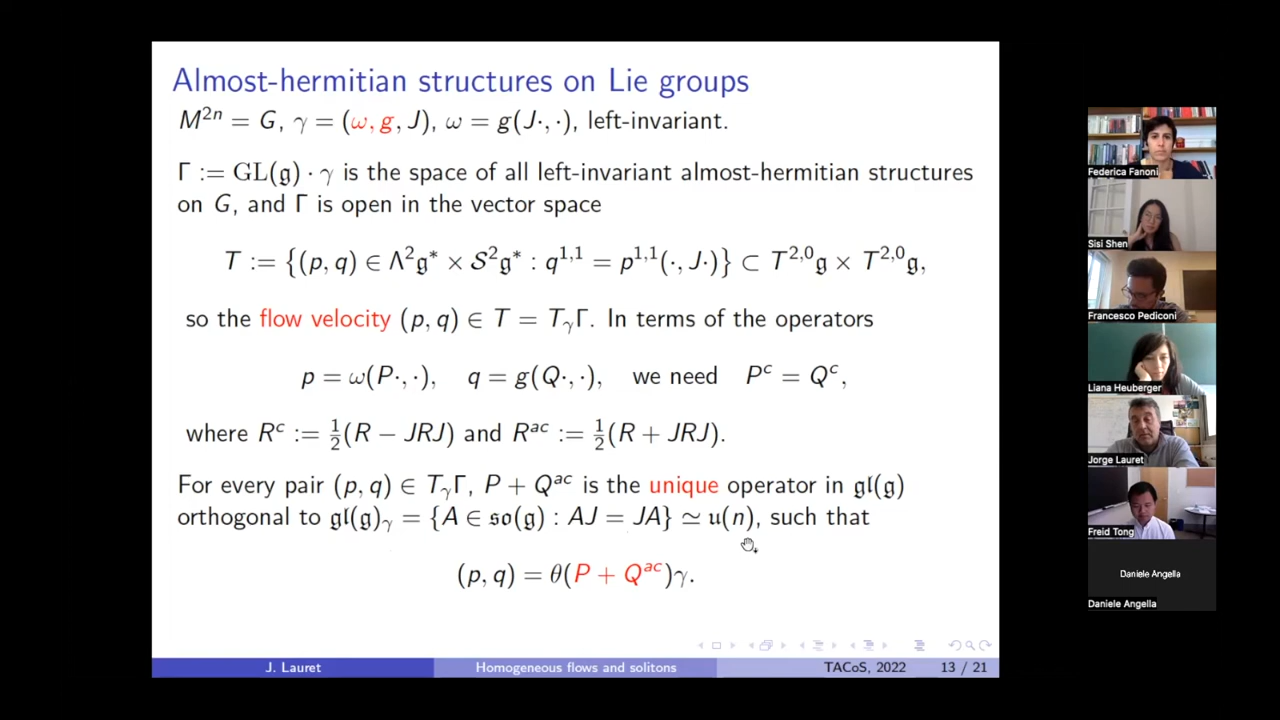 Almost-hermitian structures on Lie groups
M²ⁿ = G, γ = (ω, g, J), ω = g(J·, ·), left-invariant.
Γ := GL(𝔤) · γ is the space of all left-invariant almost-hermitian structures
on G, and Γ is open in the vector space
T := {(p, q) ∈ Λ²𝔤* × 𝒮²𝔤* : q^{1,1} = p^{1,1}(·, J·)} ⊂ T^{2,0}𝔤 × T^{2,0}𝔤,
so the flow velocity (p, q) ∈ T = T_γΓ. In terms of the operators
p = ω(P·, ·), q = g(Q·, ·), we need P^c = Q^c,
where R^c := ½(R − JRJ) and R^{ac} := ½(R + JRJ).
For every pair (p, q) ∈ T_γΓ, P + Q^{ac} is the unique operator in 𝔤𝔩(𝔤)
orthogonal to 𝔤𝔩(𝔤)_γ = {A ∈ 𝔰𝔬(𝔤) : AJ = JA} ≃ 𝔲(n), such that
(p, q) = θ(P + Q^{ac})γ.
J. Lauret
Homogeneous flows and solitons
TACoS, 2022
13 / 21
Federica Fanoni
Sisi Shen
Francesco Pediconi
Liana Heuberger
Jorge Lauret
Freid Tong
Daniele Angella
Daniele Angella